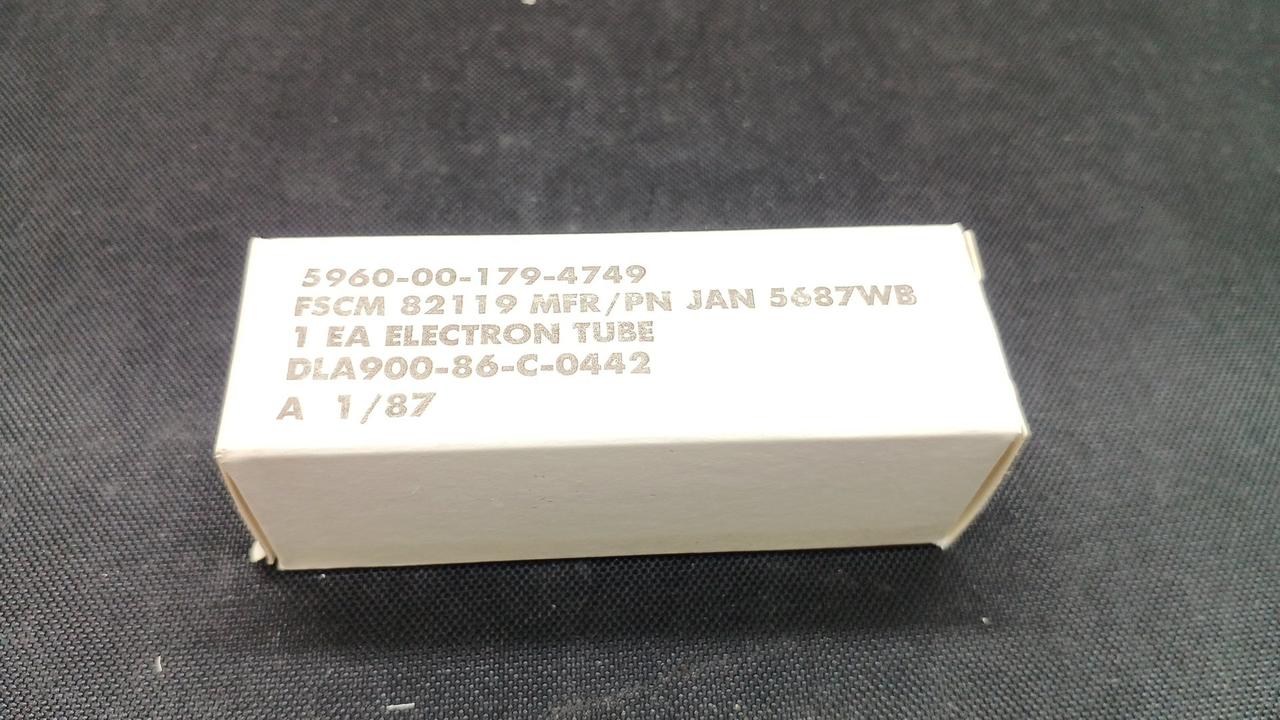 5960-00-179-4749
FSCM 82119 MFR/PN JAN 5687WB
1 EA ELECTRON TUBE
DLA900-86-C-0442
A 1/87